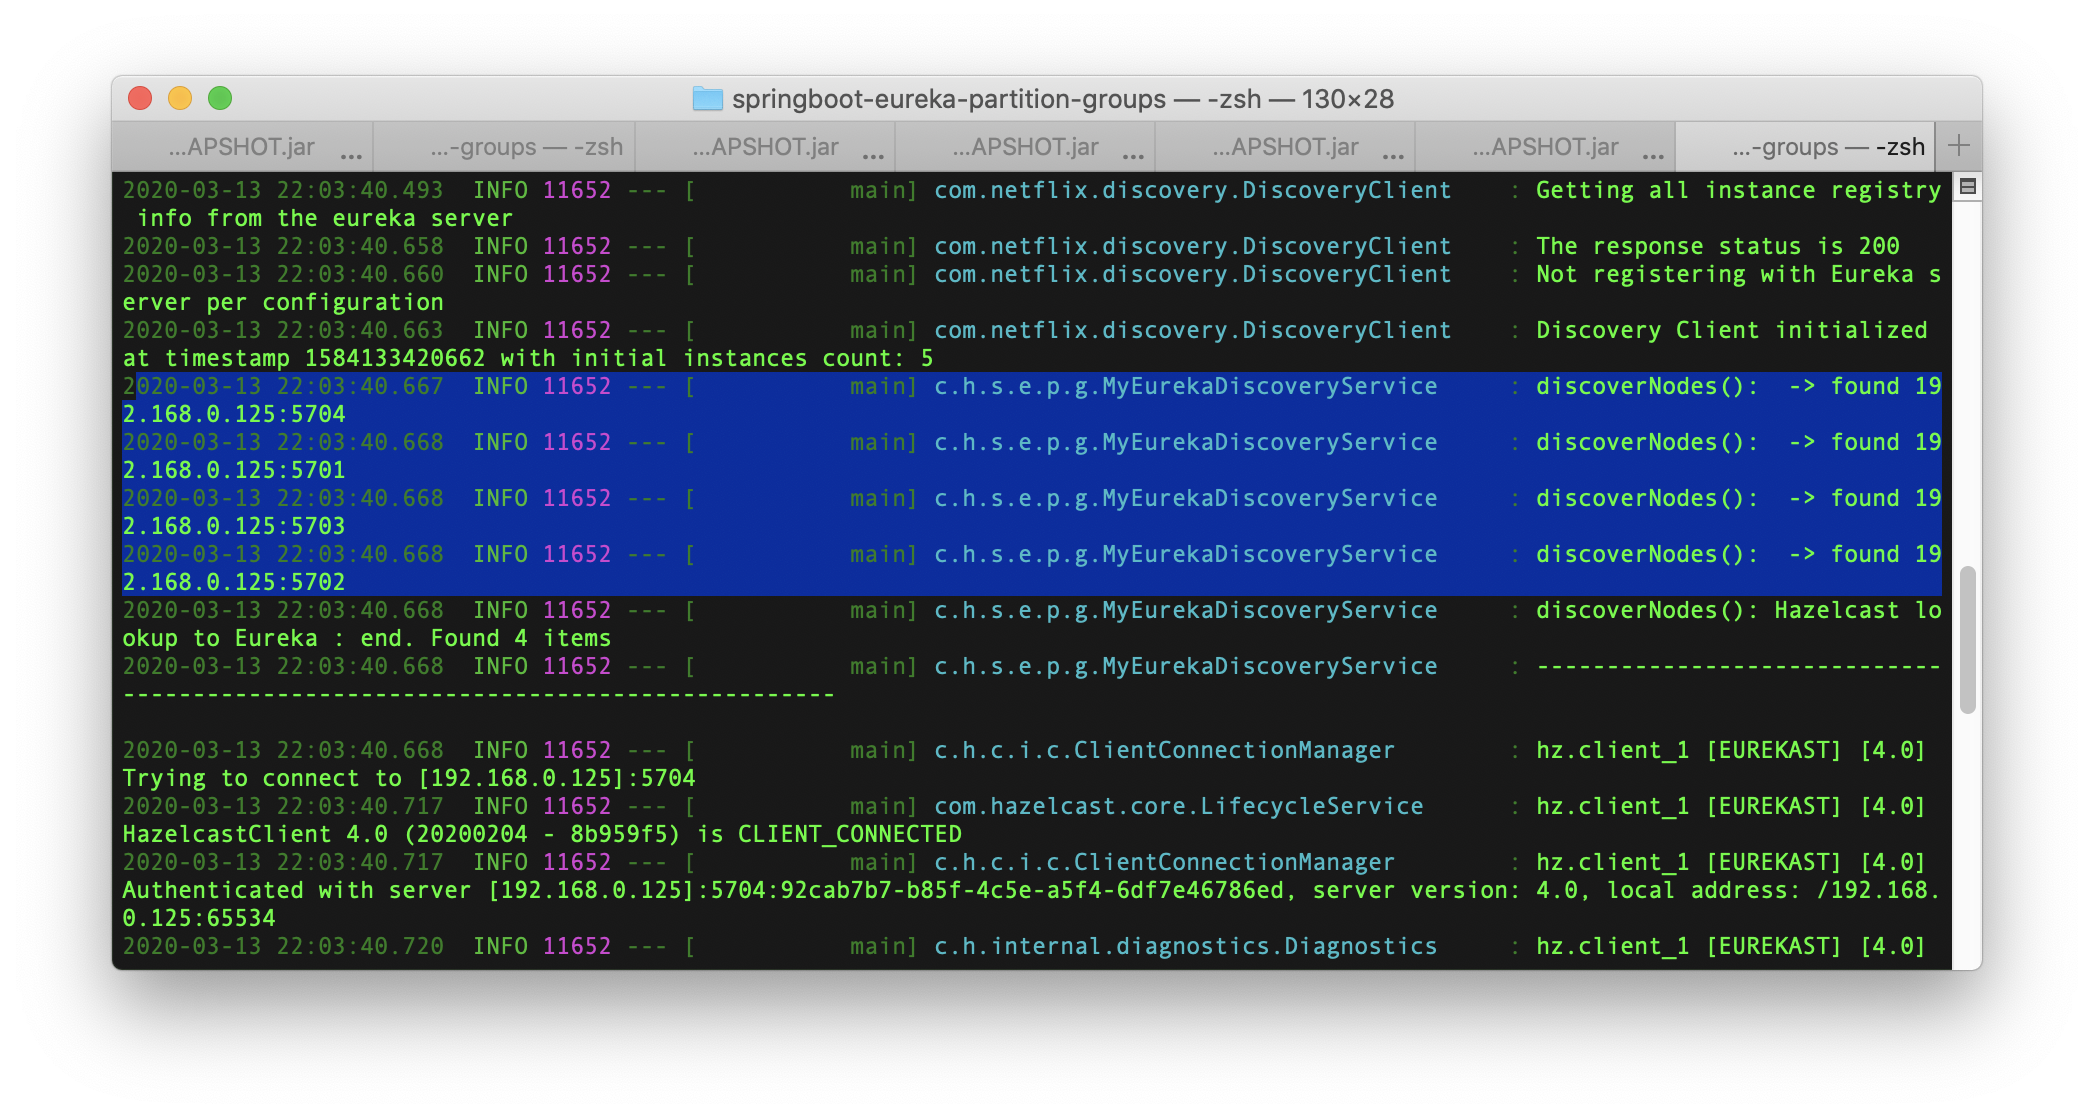 springboot-eureka-partition-groups — -zsh — 130×28
...APSHOT.jar ... ...-groups — -zsh ...APSHOT.jar ... ...APSHOT.jar ... ...APSHOT.jar ... ...APSHOT.jar ... ...-groups — -zsh +
2020-03-13 22:03:40.493  INFO 11652 --- [           main] com.netflix.discovery.DiscoveryClient    : Getting all instance registry
 info from the eureka server
2020-03-13 22:03:40.658  INFO 11652 --- [           main] com.netflix.discovery.DiscoveryClient    : The response status is 200
2020-03-13 22:03:40.660  INFO 11652 --- [           main] com.netflix.discovery.DiscoveryClient    : Not registering with Eureka s
erver per configuration
2020-03-13 22:03:40.663  INFO 11652 --- [           main] com.netflix.discovery.DiscoveryClient    : Discovery Client initialized
at timestamp 1584133420662 with initial instances count: 5
2020-03-13 22:03:40.667  INFO 11652 --- [           main] c.h.s.e.p.g.MyEurekaDiscoveryService     : discoverNodes():  -> found 19
2.168.0.125:5704
2020-03-13 22:03:40.668  INFO 11652 --- [           main] c.h.s.e.p.g.MyEurekaDiscoveryService     : discoverNodes():  -> found 19
2.168.0.125:5701
2020-03-13 22:03:40.668  INFO 11652 --- [           main] c.h.s.e.p.g.MyEurekaDiscoveryService     : discoverNodes():  -> found 19
2.168.0.125:5703
2020-03-13 22:03:40.668  INFO 11652 --- [           main] c.h.s.e.p.g.MyEurekaDiscoveryService     : discoverNodes():  -> found 19
2.168.0.125:5702
2020-03-13 22:03:40.668  INFO 11652 --- [           main] c.h.s.e.p.g.MyEurekaDiscoveryService     : discoverNodes(): Hazelcast lo
okup to Eureka : end. Found 4 items
2020-03-13 22:03:40.668  INFO 11652 --- [           main] c.h.s.e.p.g.MyEurekaDiscoveryService     : -----------------------------
---------------------------------------------------
2020-03-13 22:03:40.668  INFO 11652 --- [           main] c.h.c.i.c.ClientConnectionManager        : hz.client_1 [EUREKAST] [4.0]
Trying to connect to [192.168.0.125]:5704
2020-03-13 22:03:40.717  INFO 11652 --- [           main] com.hazelcast.core.LifecycleService      : hz.client_1 [EUREKAST] [4.0]
HazelcastClient 4.0 (20200204 - 8b959f5) is CLIENT_CONNECTED
2020-03-13 22:03:40.717  INFO 11652 --- [           main] c.h.c.i.c.ClientConnectionManager        : hz.client_1 [EUREKAST] [4.0]
Authenticated with server [192.168.0.125]:5704:92cab7b7-b85f-4c5e-a5f4-6df7e46786ed, server version: 4.0, local address: /192.168.
0.125:65534
2020-03-13 22:03:40.720  INFO 11652 --- [           main] c.h.internal.diagnostics.Diagnostics     : hz.client_1 [EUREKAST] [4.0]